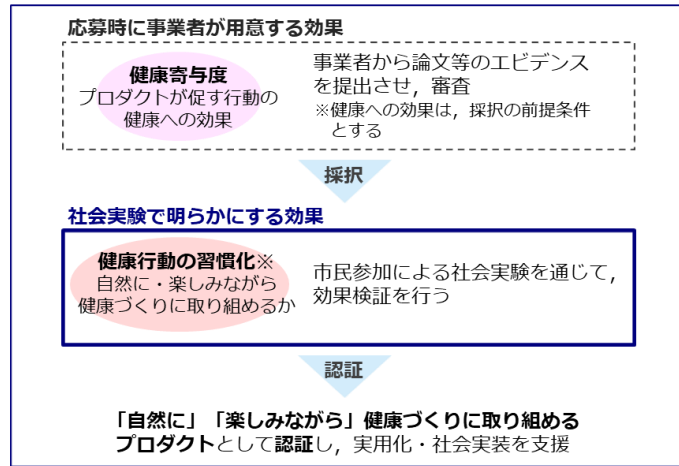 応募時に事業者が用意する効果
健康寄与度
プロダクトが促す行動の
健康への効果
事業者から論文等のエビデンス
を提出させ，審査
※健康への効果は，採択の前提条件
とする
採択
社会実験で明らかにする効果
健康行動の習慣化※
自然に・楽しみながら
健康づくりに取り組めるか
市民参加による社会実験を通じて，
効果検証を行う
認証
「自然に」「楽しみながら」健康づくりに取り組める
プロダクトとして認証し，実用化・社会実装を支援